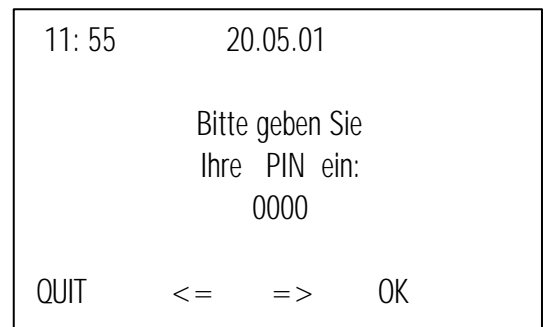 11: 55 20.05.01
Bitte geben Sie
Ihre PIN ein:
0000
QUIT <= => OK